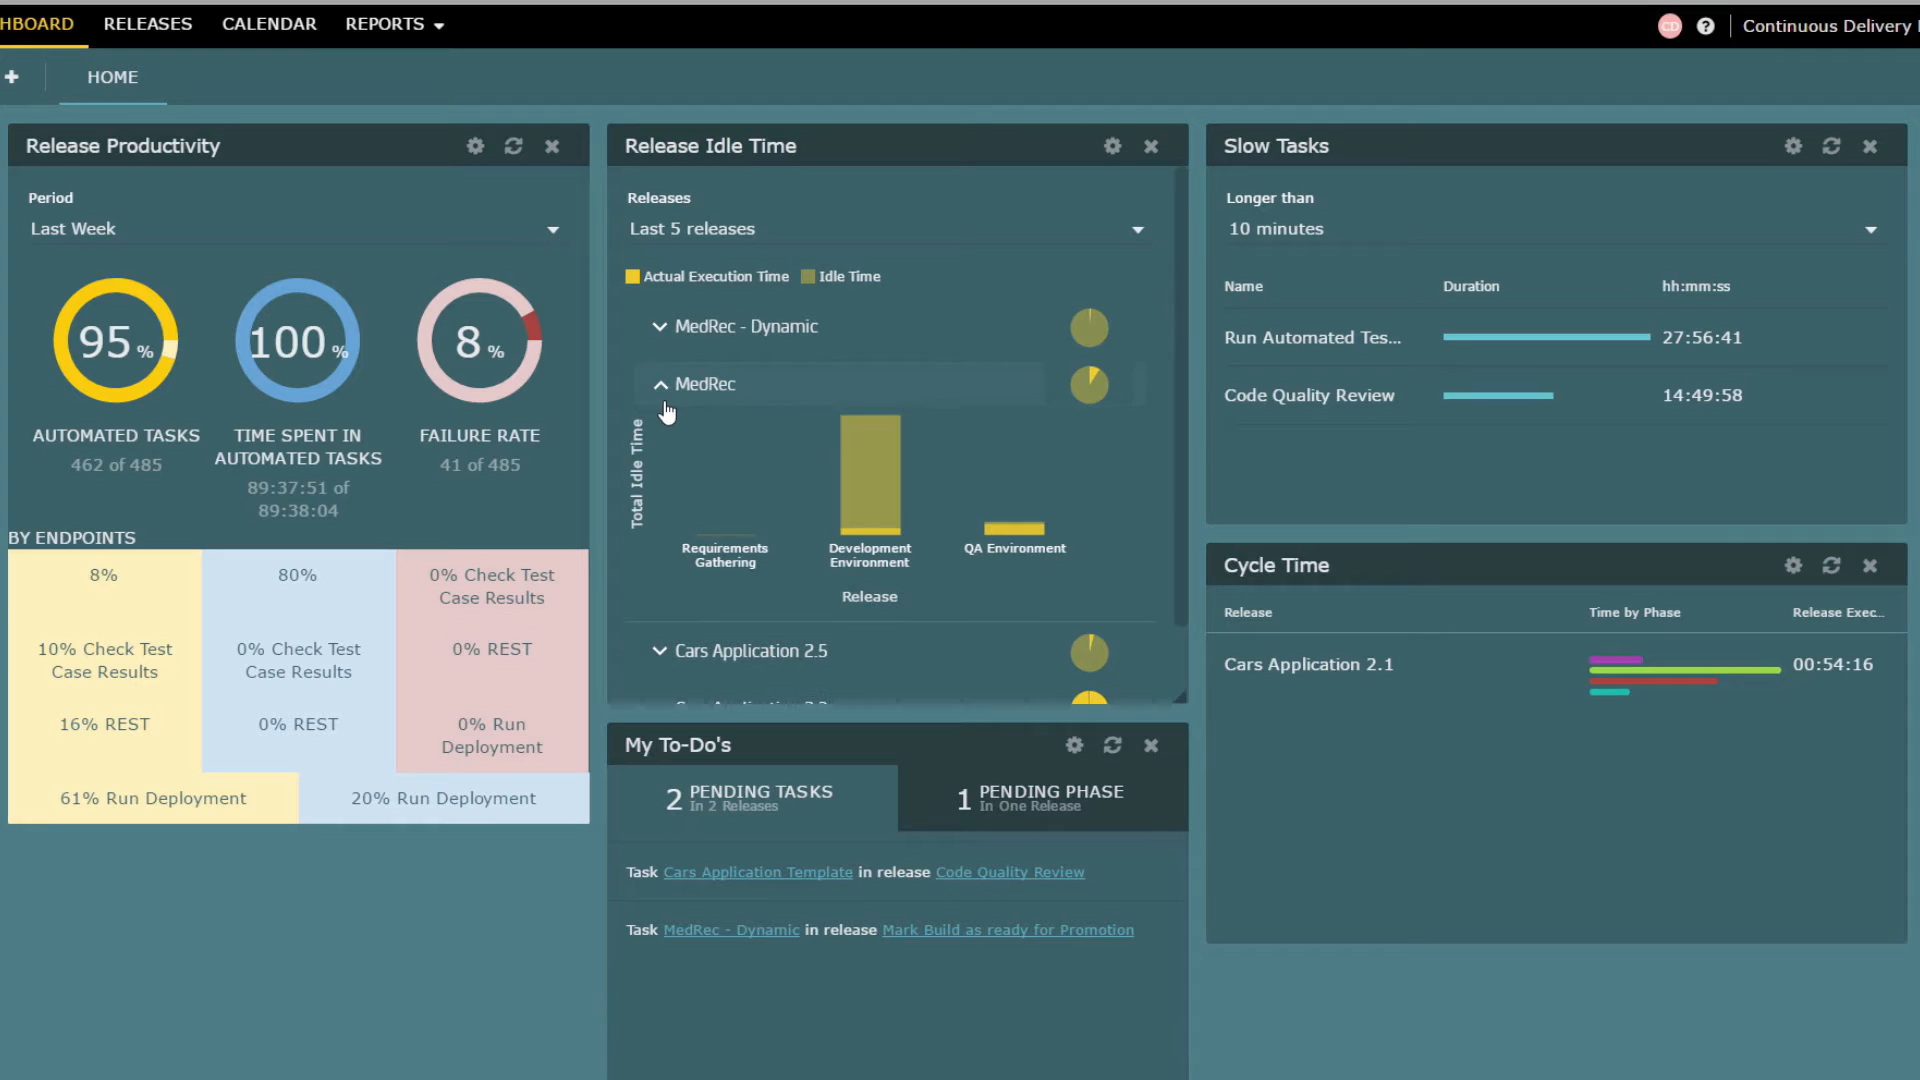 HBOARD
RELEASES
CALENDAR
REPORTS
CD
?
Continuous Delivery
HOME
Release Productivity
Period
Last Week
95 %
100 %
8 %
AUTOMATED TASKS
462 of 485
TIME SPENT IN
AUTOMATED TASKS
89:37:51 of
89:38:04
FAILURE RATE
41 of 485
BY ENDPOINTS
8%
80%
0% Check Test
Case Results
10% Check Test
Case Results
0% Check Test
Case Results
0% REST
16% REST
0% REST
0% Run
Deployment
61% Run Deployment
20% Run Deployment
Release Idle Time
Releases
Last 5 releases
Actual Execution Time
Idle Time
MedRec - Dynamic
MedRec
Total Idle Time
Requirements
Gathering
Development
Environment
QA Environment
Release
Cars Application 2.5
My To-Do's
2 PENDING TASKS
In 2 Releases
1 PENDING PHASE
In One Release
Task Cars Application Template in release Code Quality Review
Task MedRec - Dynamic in release Mark Build as ready for Promotion
Slow Tasks
Longer than
10 minutes
Name Duration hh:mm:ss
Run Automated Tes... 27:56:41
Code Quality Review 14:49:58
Cycle Time
Release Time by Phase Release Exec...
Cars Application 2.1 00:54:16